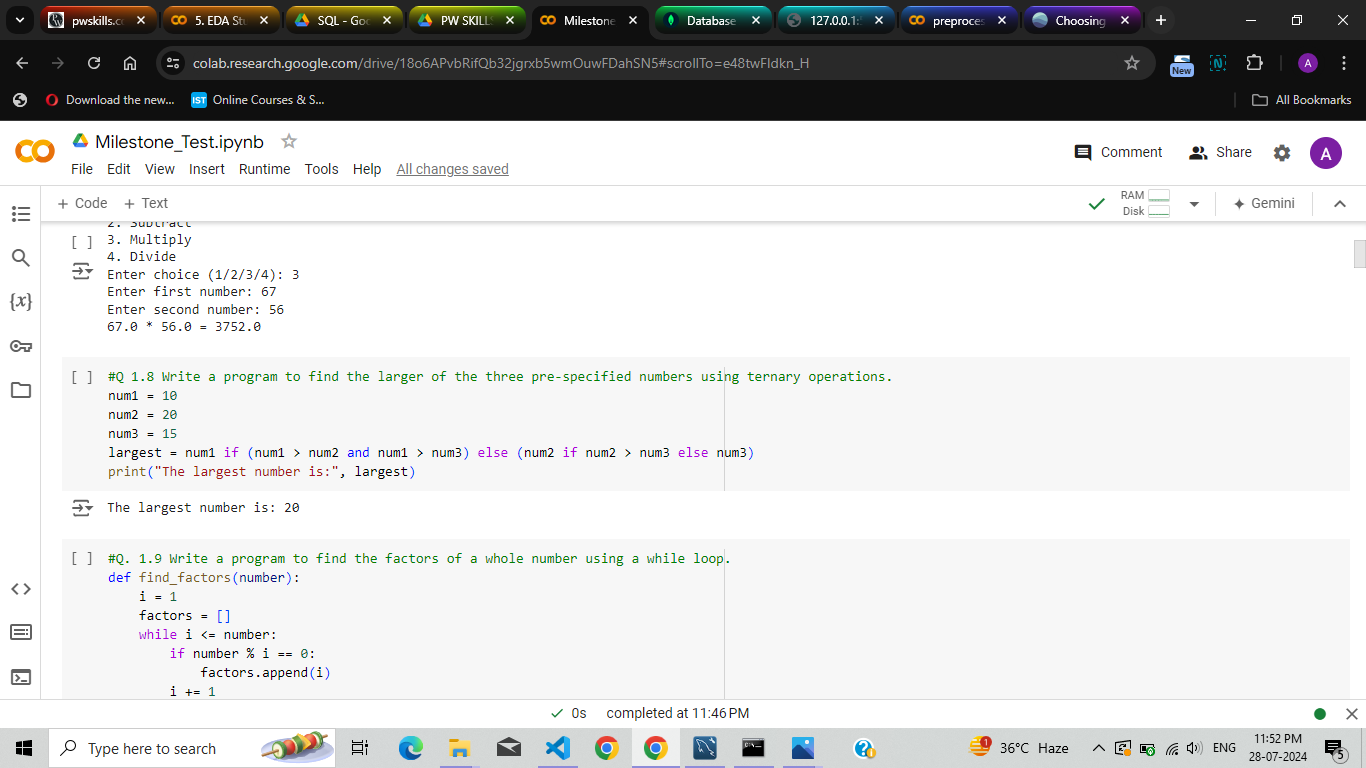 pwskills.c
5. EDA Stu
SQL - Goo
PW SKILL
Milestone
Database
127.0.0.1:
preproces
Choosing
colab.research.google.com/drive/18o6APvbRifQb32jgrxb5wmOuwFDahSN5#scrollTo=e48twFldkn_H
New
A
Download the new...
IST Online Courses & S...
All Bookmarks
Milestone_Test.ipynb
File Edit View Insert Runtime Tools Help All changes saved
Comment
Share
A
+ Code + Text
RAM
Disk
Gemini
2. Subtract
[ ] 3. Multiply
4. Divide
Enter choice (1/2/3/4): 3
Enter first number: 67
Enter second number: 56
67.0 * 56.0 = 3752.0
{x}
[ ] #Q 1.8 Write a program to find the larger of the three pre-specified numbers using ternary operations.
num1 = 10
num2 = 20
num3 = 15
largest = num1 if (num1 > num2 and num1 > num3) else (num2 if num2 > num3 else num3)
print("The largest number is:", largest)
The largest number is: 20
[ ] #Q. 1.9 Write a program to find the factors of a whole number using a while loop.
def find_factors(number):
i = 1
factors = []
while i <= number:
if number % i == 0:
factors.append(i)
i += 1
0s completed at 11:46 PM
Type here to search
1
36°C Haze
ENG
11:52 PM
28-07-2024
5